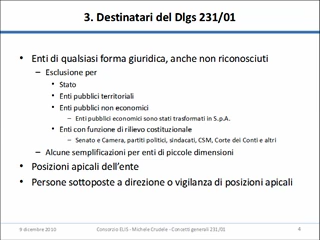 3. Destinatari del Dlgs 231/01
• Enti di qualsiasi forma giuridica, anche non riconosciuti
– Esclusione per
• Stato
• Enti pubblici territoriali
• Enti pubblici non economici
– Enti pubblici economici sono stati trasformati in S.p.A.
• Enti con funzione di rilievo costituzionale
– Senato e Camera, partiti politici, sindacati, CSM, Corte dei Conti e altri
– Alcune semplificazioni per enti di piccole dimensioni
• Posizioni apicali dell'ente
• Persone sottoposte a direzione o vigilanza di posizioni apicali
9 dicembre 2010
Consorzio ELIS - Michele Crudele - Concetti generali 231/01
4